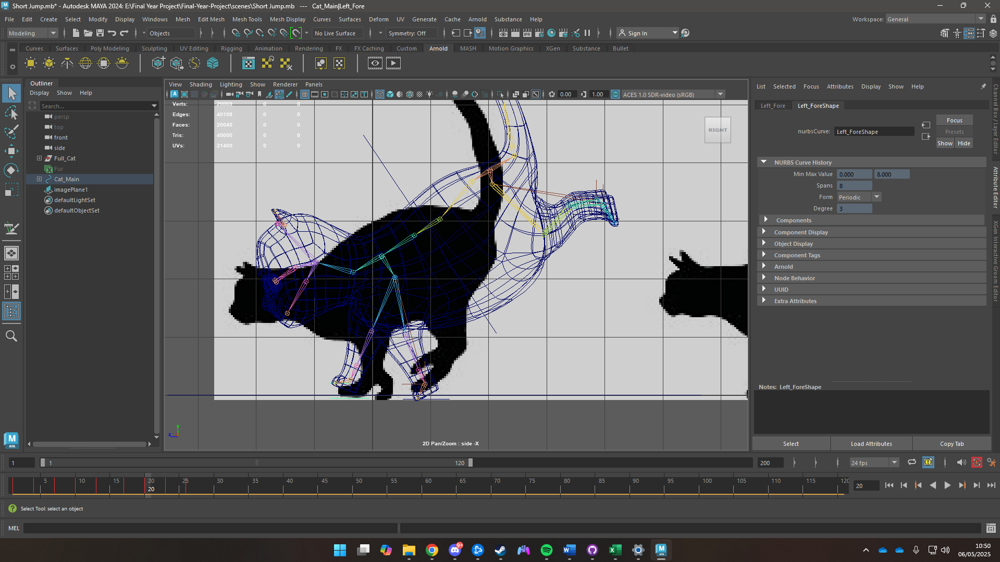 Short Jump.mb* - Autodesk MAYA 2024: E:\Final Year Project\Final-Year-Project\scenes\Short Jump.mb   ---   Cat_Main|Left_Fore
File Edit Create Select Modify Display Windows Mesh Edit Mesh Mesh Tools Mesh Display Curves Surfaces Deform UV Generate Cache Arnold Substance Help
Workspace: General
Modeling Objects No Live Surface Symmetry: Off Sign In
Curves Surfaces Poly Modeling Sculpting UV Editing Rigging Animation Rendering FX FX Caching Custom Arnold MASH Motion Graphics XGen Substance Bullet
IPR
Outliner
Display Show Help
Search...
persp
top
front
side
Full_Cat
Fur
Cat_Main
imagePlane1
defaultLightSet
defaultObjectSet
View Shading Lighting Show Renderer Panels
0.00 1.00 ACES 1.0 SDR-video (sRGB)
Verts: 20069 0 0
Edges: 40108 0 0
Faces: 20040 0 0
Tris: 40000 0 0
UVs: 21400 0 0
RIGHT
y
z
2D Pan/Zoom : side -X
List Selected Focus Attributes Display Show Help
Left_Fore Left_ForeShape
Focus
nurbsCurve: Left_ForeShape
Presets
Show Hide
NURBS Curve History
Min Max Value 0.000 8.000
Spans 8
Form Periodic
Degree 3
Components
Component Display
Object Display
Component Tags
Arnold
Node Behavior
UUID
Extra Attributes
Notes: Left_ForeShape
Select Load Attributes Copy Tab
Channel Box / Layer Editor
Attribute Editor
XGen Interactive Groom Editor
1 1 120 200 24 fps
5 10 15 20 25 30 35 40 45 50 55 60 65 70 75 80 85 90 95 100 105 110 115 120
20 20
Select Tool: select an object
MEL
M
AYA
9+
10:50
06/05/2025